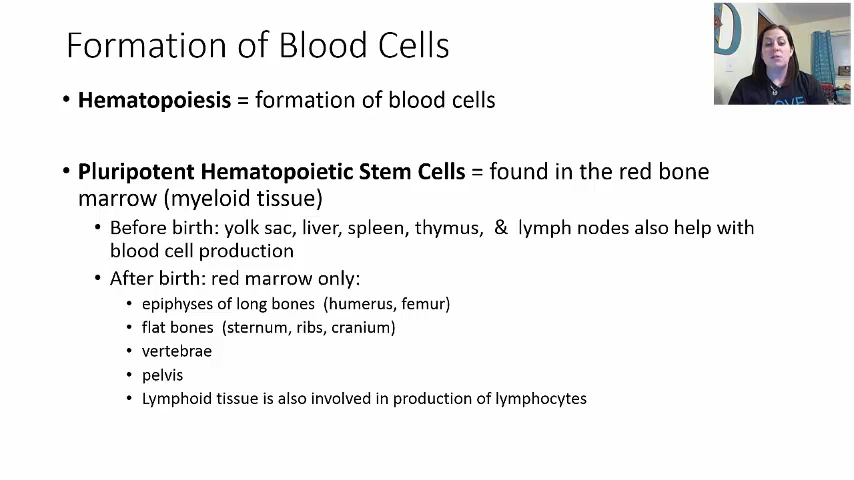 Formation of Blood Cells
• Hematopoiesis = formation of blood cells
• Pluripotent Hematopoietic Stem Cells = found in the red bone
marrow (myeloid tissue)
• Before birth: yolk sac, liver, spleen, thymus, & lymph nodes also help with
blood cell production
• After birth: red marrow only:
• epiphyses of long bones (humerus, femur)
• flat bones (sternum, ribs, cranium)
• vertebrae
• pelvis
• Lymphoid tissue is also involved in production of lymphocytes
D
LOVE